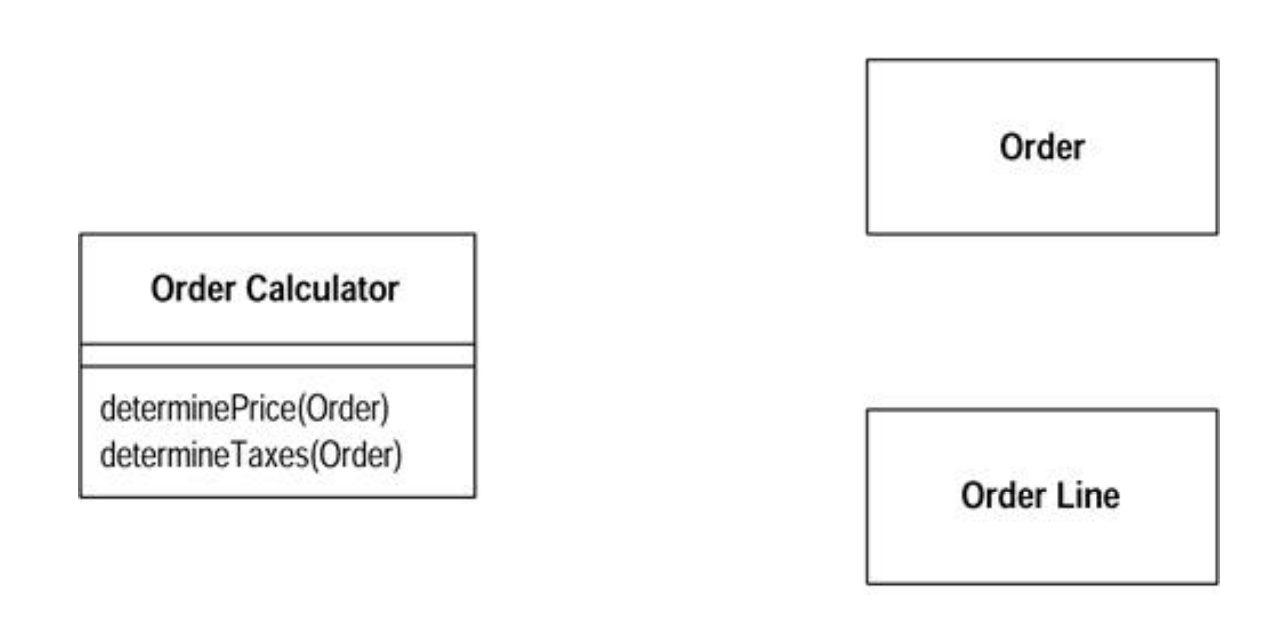 Order
Order Calculator
determinePrice(Order)
determineTaxes(Order)
Order Line